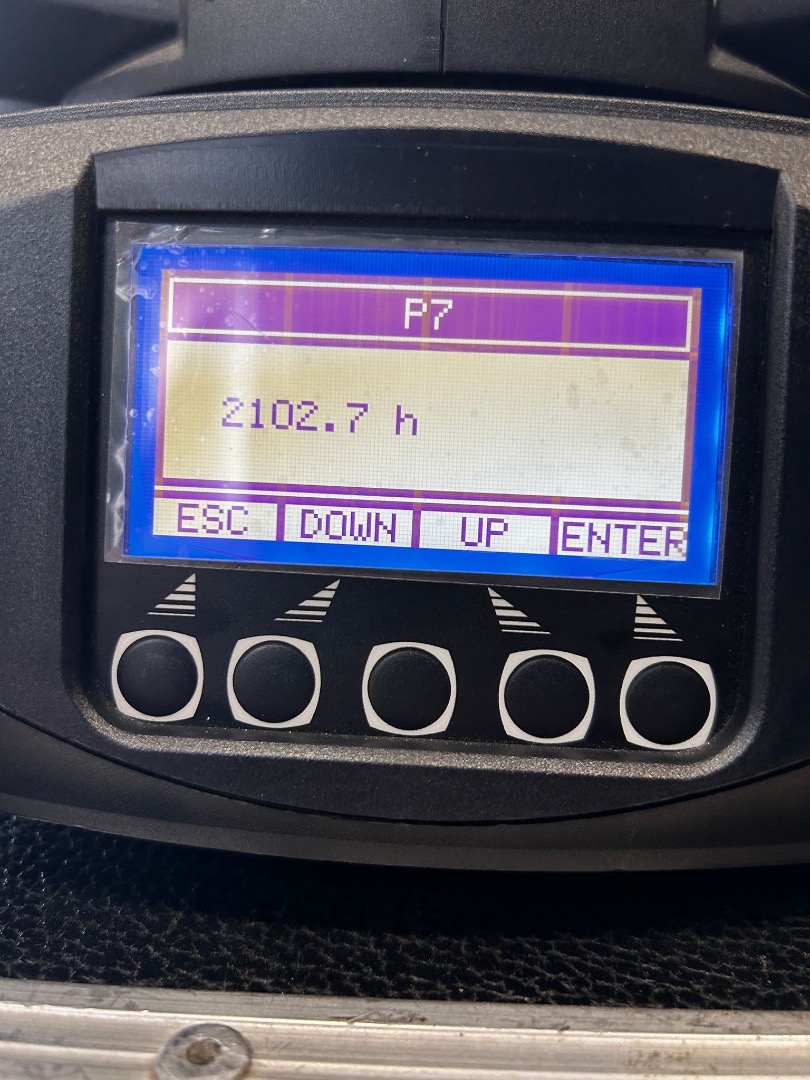 P7
2102.7 h
ESC DOWN UP ENTER